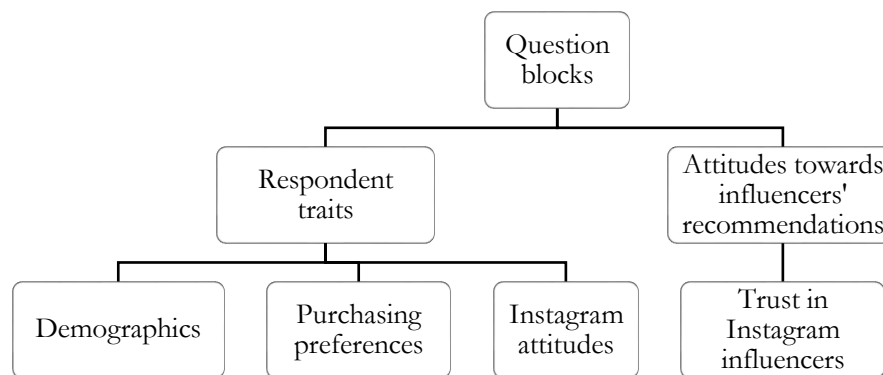 Question
blocks
Respondent
traits
Attitudes towards
influencers'
recommendations
Demographics
Purchasing
preferences
Instagram
attitudes
Trust in
Instagram
influencers